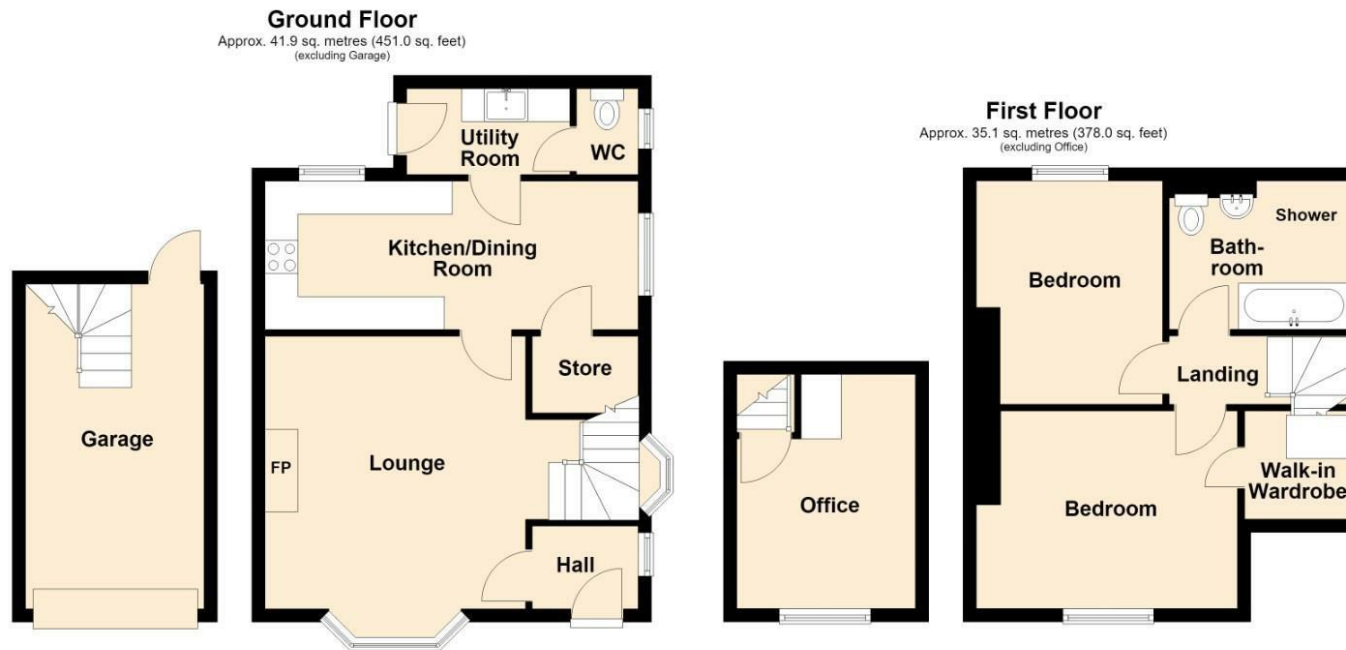 Ground Floor
Approx. 41.9 sq. metres (451.0 sq. feet)
(excluding Garage)
Utility
Room
WC
Kitchen/Dining
Room
Store
Garage
FP
Lounge
Hall
First Floor
Approx. 35.1 sq. metres (378.0 sq. feet)
(excluding Office)
Shower
Bath-
room
Bedroom
Landing
Office
Bedroom
Walk-in
Wardrobe